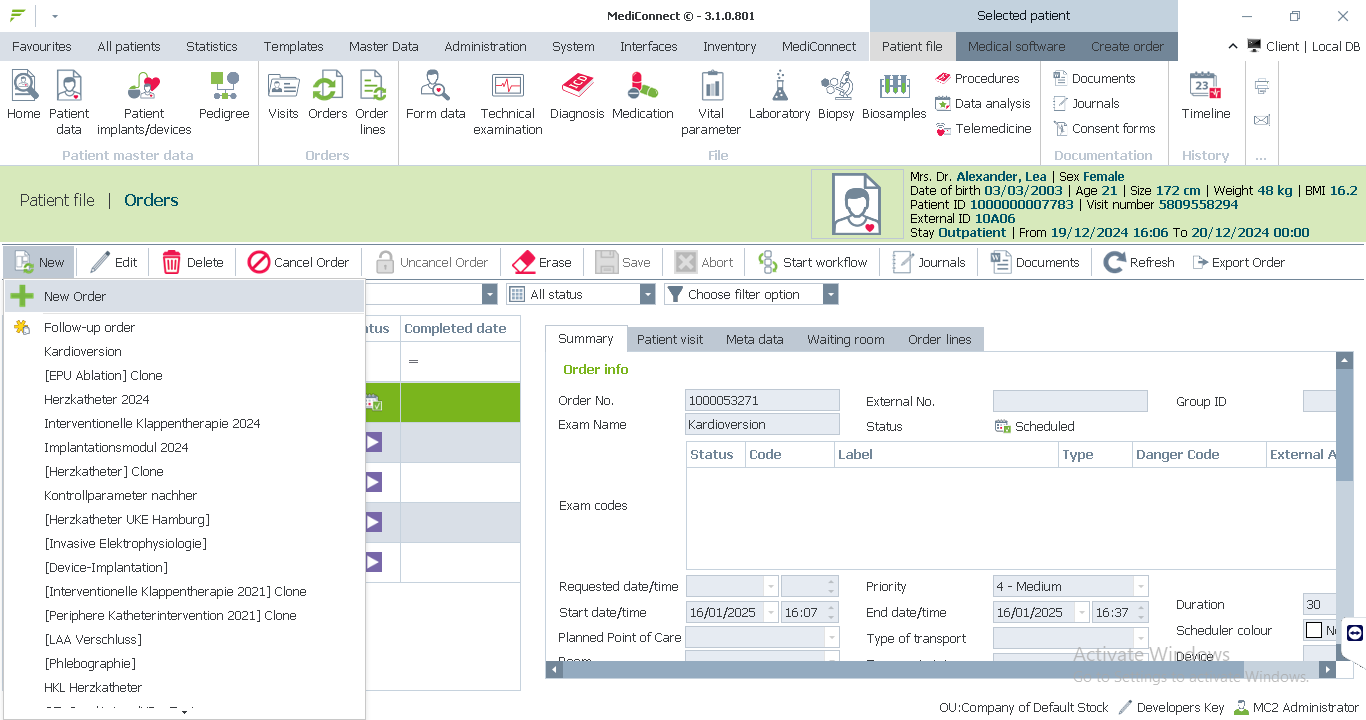 MediConnect © - 3.1.0.801
Selected patient
Favourites All patients Statistics Templates Master Data Administration System Interfaces Inventory MediConnect Patient file Medical software Create order Client | Local DB
Home Patient data Patient implants/devices Pedigree
Patient master data
Visits Orders Order lines
Orders
Form data Technical examination Diagnosis Medication Vital parameter Laboratory Biopsy Biosamples
Procedures
Data analysis
Telemedicine
File
Documents
Journals
Consent forms
Documentation
23
Timeline
History
...
Patient file | Orders
Mrs. Dr. Alexander, Lea | Sex Female
Date of birth 03/03/2003 | Age 21 | Size 172 cm | Weight 48 kg | BMI 16.2
Patient ID 1000000007783 | Visit number 5809558294
External ID 10A06
Stay Outpatient | From 19/12/2024 16:06 To 20/12/2024 00:00
New Edit Delete Cancel Order Uncancel Order Erase Save Abort Start workflow Journals Documents Refresh Export Order
New Order
Follow-up order
Kardioversion
[EPU Ablation] Clone
Herzkatheter 2024
Interventionelle Klappentherapie 2024
Implantationsmodul 2024
[Herzkatheter] Clone
Kontrollparameter nachher
[Herzkatheter UKE Hamburg]
[Invasive Elektrophysiologie]
[Device-Implantation]
[Interventionelle Klappentherapie 2021] Clone
[Periphere Katheterintervention 2021] Clone
[LAA Verschluss]
[Phlebographie]
HKL Herzkatheter
All status Choose filter option
atus Completed date
=
Summary Patient visit Meta data Waiting room Order lines
Order info
Order No. 1000053271 External No. Group ID
Exam Name Kardioversion Status Scheduled
Exam codes
Status Code Label Type Danger Code External A
Requested date/time Priority 4 - Medium
Start date/time 16/01/2025 16:07 End date/time 16/01/2025 16:37 Duration 30
Planned Point of Care Type of transport Scheduler colour No
Room Device
Activate Windows
Go to Settings to activate Windows.
OU:Company of Default Stock Developers Key MC2 Administrator